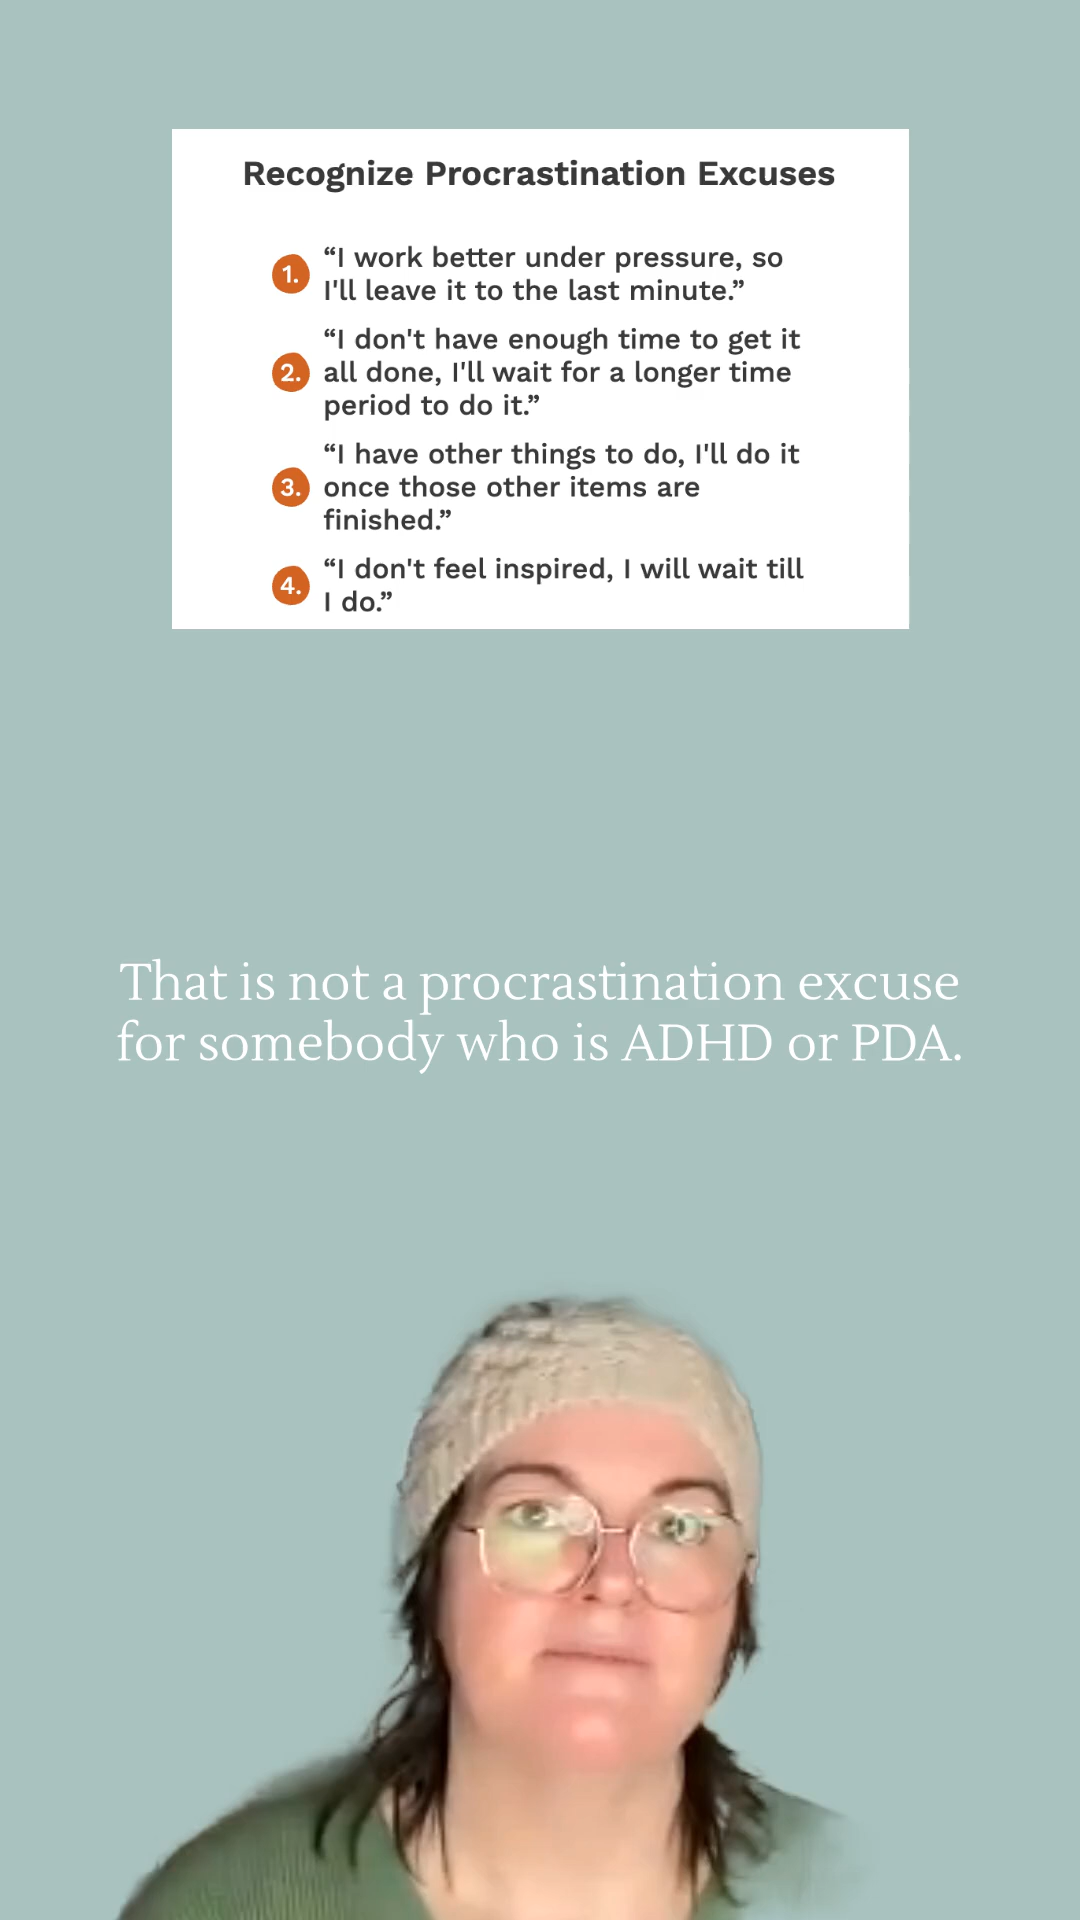 Recognize Procrastination Excuses
1. “I work better under pressure, so
I'll leave it to the last minute.”
2. “I don't have enough time to get it
all done, I'll wait for a longer time
period to do it.”
3. “I have other things to do, I'll do it
once those other items are
finished.”
4. “I don't feel inspired, I will wait till
I do.”
That is not a procrastination excuse
for somebody who is ADHD or PDA.